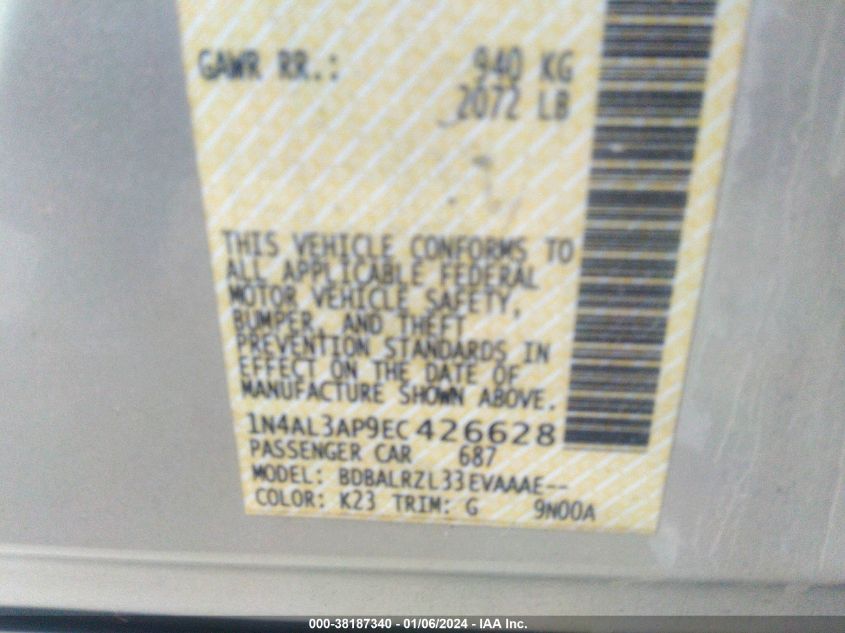 GAWR RR.: 940 KG
2072 LB
THIS VEHICLE CONFORMS TO
ALL APPLICABLE FEDERAL
MOTOR VEHICLE SAFETY,
BUMPER, AND THEFT
PREVENTION STANDARDS IN
EFFECT ON THE DATE OF
MANUFACTURE SHOWN ABOVE.
1N4AL3AP9EC426628
PASSENGER CAR 687
MODEL: BDBALRZL33EVAAAE--
COLOR: K23 TRIM: G 9N00A
000-38187340 - 01/06/2024 - IAA Inc.